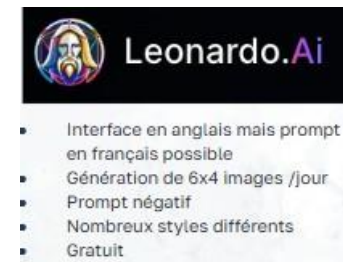 Leonardo.Ai
Interface en anglais mais prompt
en français possible
Génération de 6x4 images /jour
Prompt négatif
Nombreux styles différents
Gratuit